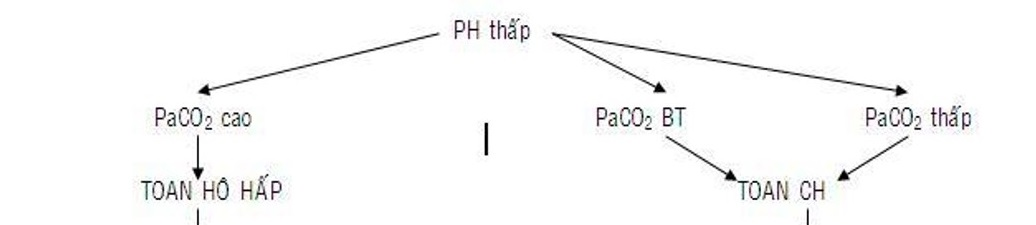 PH thấp
PaCO₂ cao
PaCO₂ BT
PaCO₂ thấp
TOAN HÔ HẤP
TOAN CH